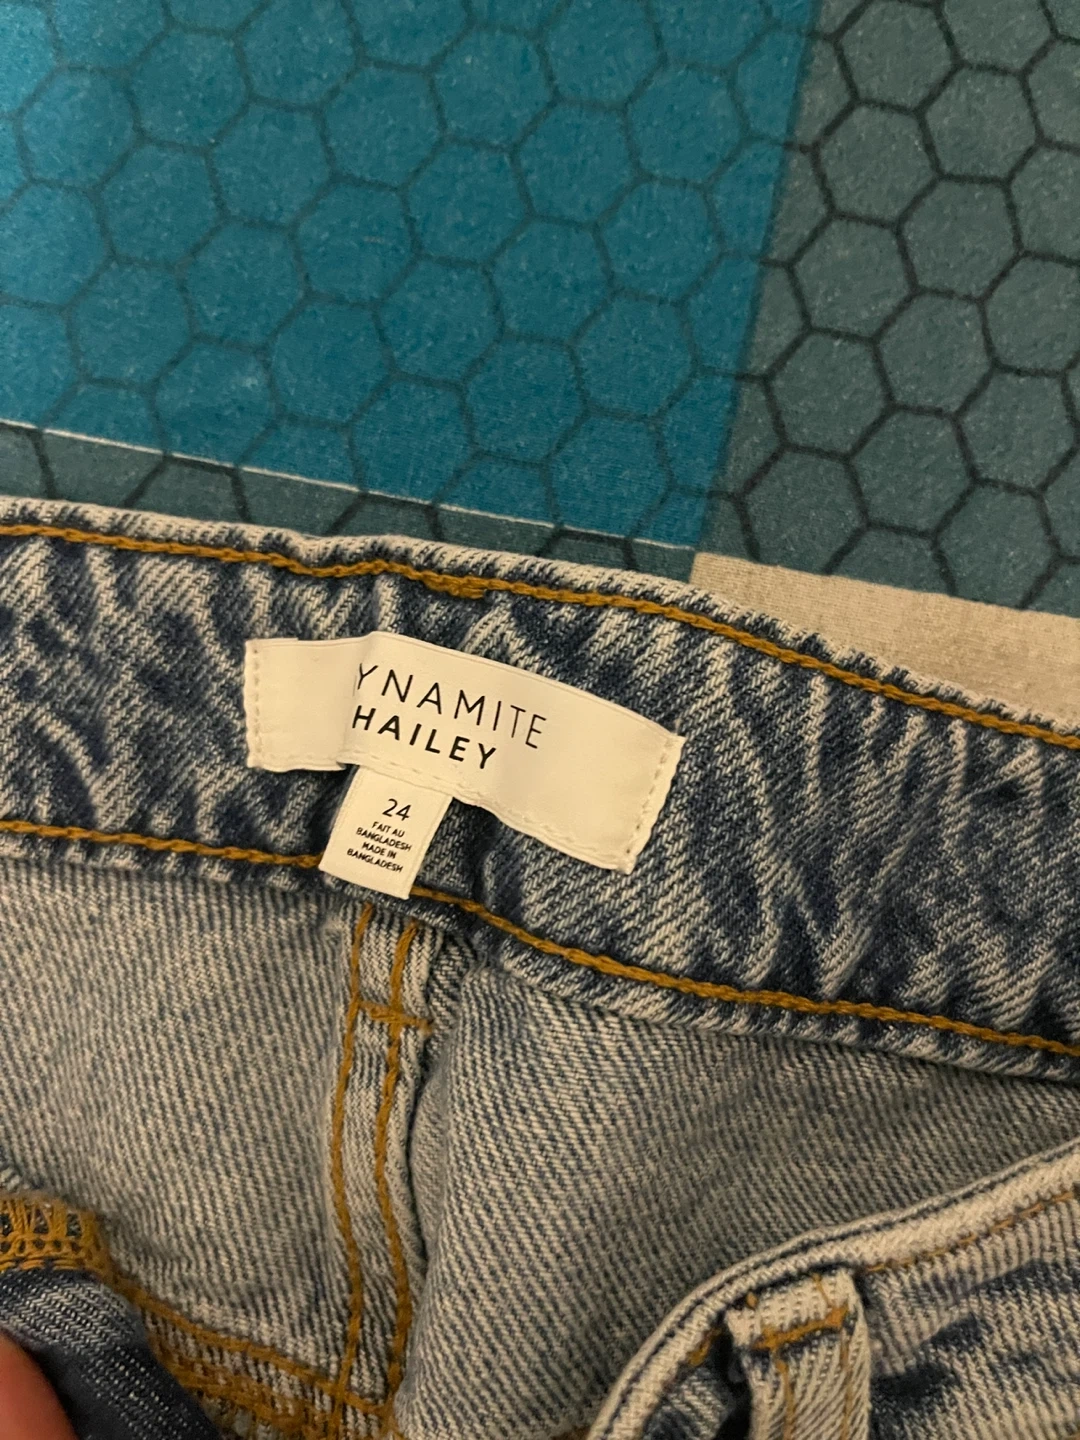 YNAMITE
HAILEY
24
FAIT AU
BANGLADESH
MADE IN
BANGLADESH